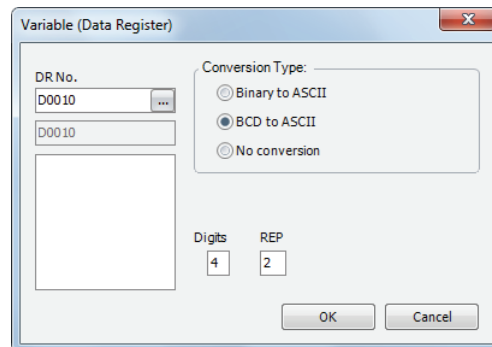 Variable (Data Register)
DR No.
D0010 ...
D0010
Conversion Type:
Binary to ASCII
BCD to ASCII
No conversion
Digits REP
4 2
OK Cancel